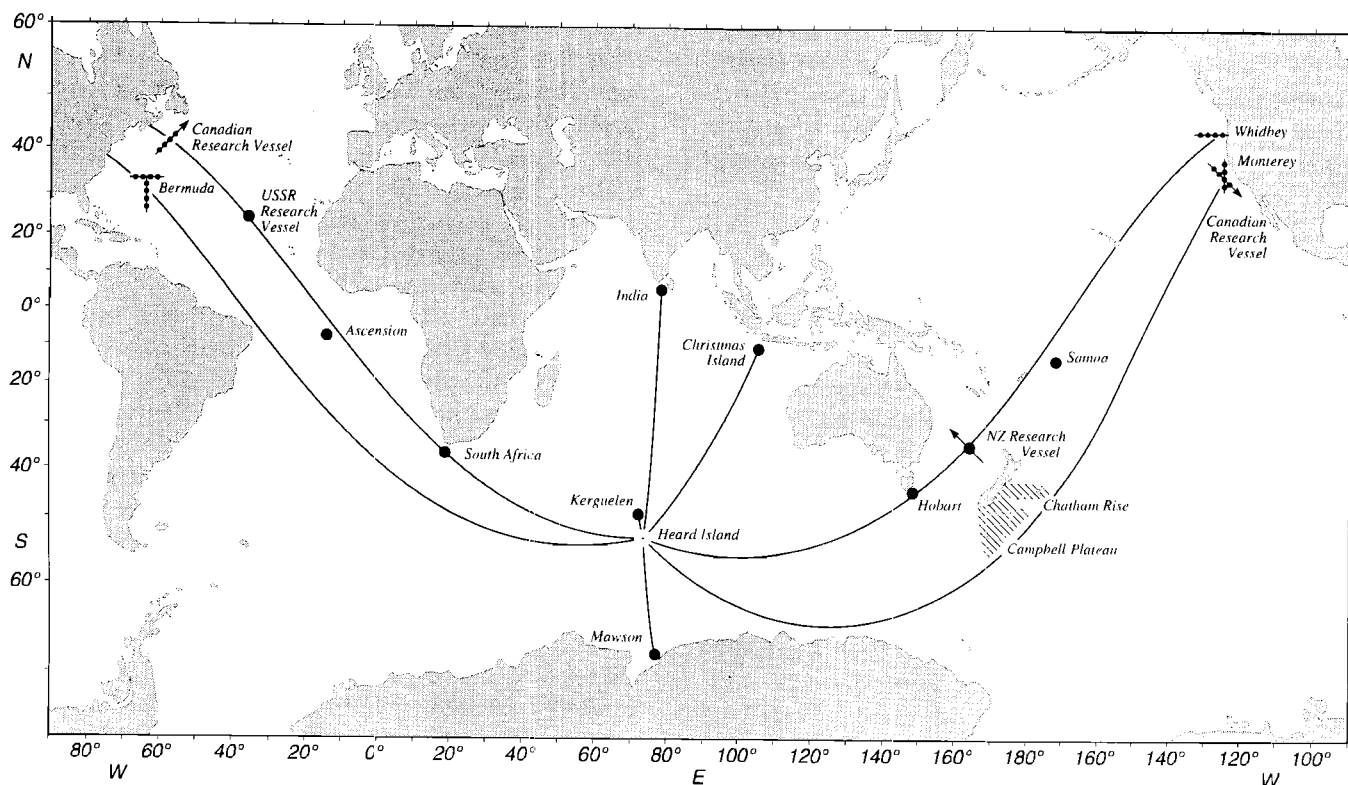 60°
N
40°
20°
0°
20°
40°
S
60°
Canadian
Research Vessel
Bermuda
USSR
Research
Vessel
Ascension
South Africa
India
Christmas
Island
Kerguelen
Heard Island
Mawson
Whidbey
Monterey
Canadian
Research
Vessel
Samoa
NZ Research
Vessel
Hobart
Chatham Rise
Campbell Plateau
80° 60° 40° 20° 0° 20° 40° 60° 80° 100° 120° 140° 160° 180° 160° 140° 120° 100°
W E W